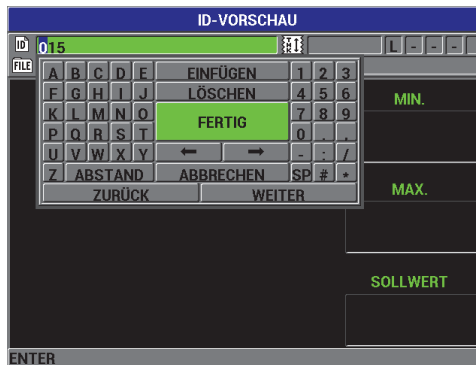 ID-VORSCHAU
ID 015 L - - -
FILE
A B C D E EINFÜGEN 1 2 3
F G H I J LÖSCHEN 4 5 6
K L M N O FERTIG 7 8 9
P Q R S T 0 . ,
U V W X Y ← → - : /
Z ABSTAND ABBRECHEN SP # *
ZURÜCK WEITER
MIN.
MAX.
SOLLWERT
ENTER